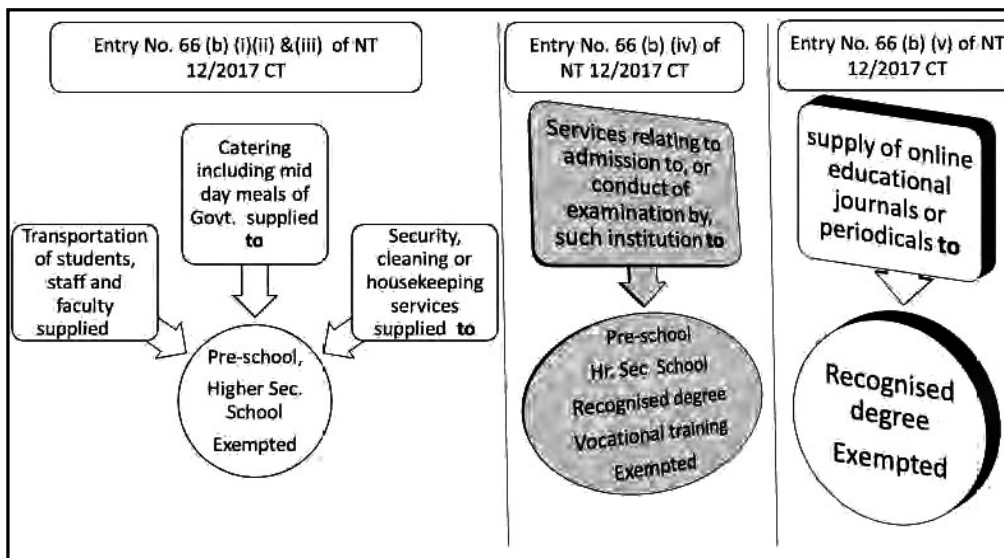 Entry No. 66 (b) (i)(ii) &(iii) of NT
12/2017 CT
Catering
including mid
day meals of
Govt. supplied
to
Transportation
of students,
staff and
faculty
supplied
Security,
cleaning or
housekeeping
services
supplied to
Pre-school,
Higher Sec.
School
Exempted
Entry No. 66 (b) (iv) of
NT 12/2017 CT
Services relating to
admission to, or
conduct of
examination by,
such institution to
Pre-school
Hr. Sec School
Recognised degree
Vocational training
Exempted
Entry No. 66 (b) (v) of NT
12/2017 CT
supply of online
educational
journals or
periodicals to
Recognised
degree
Exempted